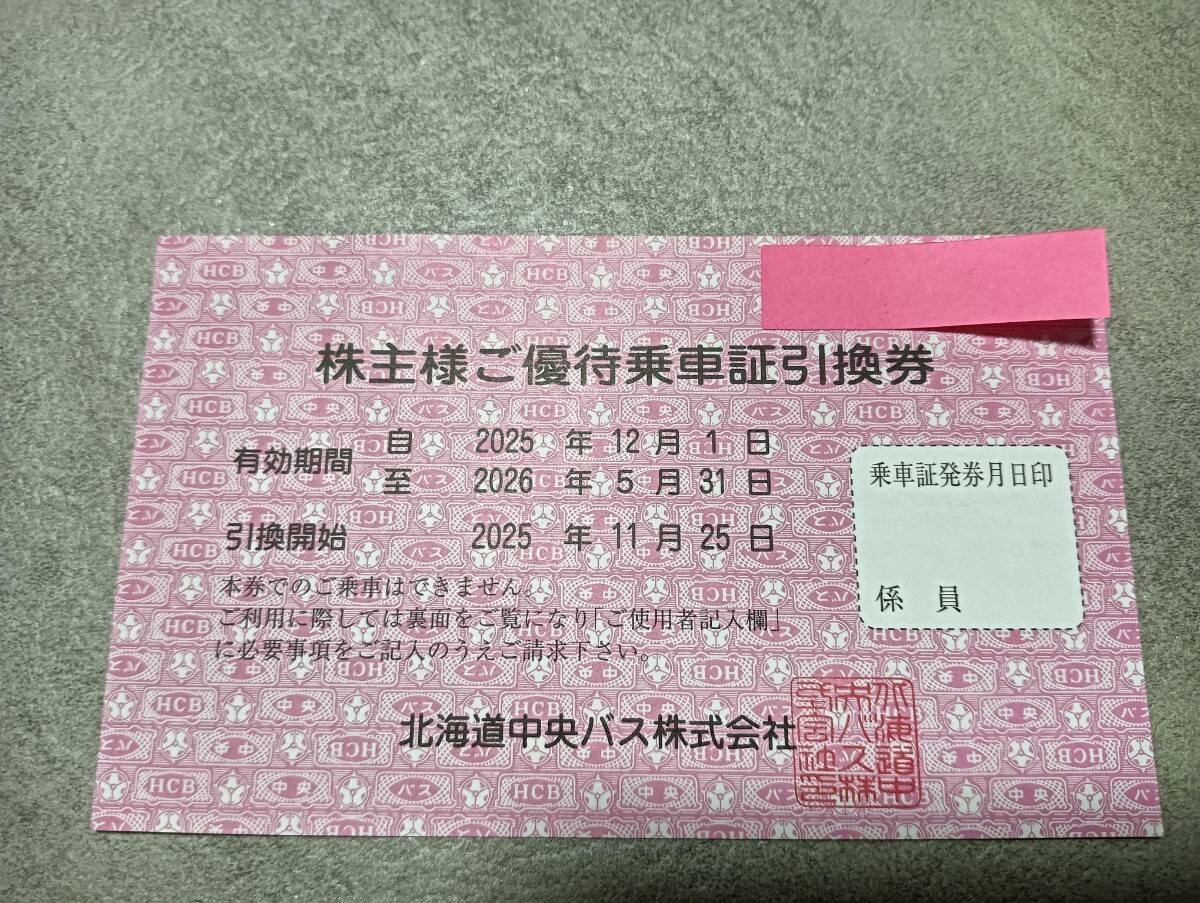 株主様ご優待乗車証引換券
有効期間
自 2025 年 12 月 1 日
至 2026 年 5 月 31 日
引換開始 2025 年 11 月 25 日
乗車証発券月日印
係 員
本券でのご乗車はできません。
ご利用に際しては裏面をご覧になり「ご使用者記入欄」
に必要事項をご記入のうえご請求下さい。
北海道中央バス株式会社